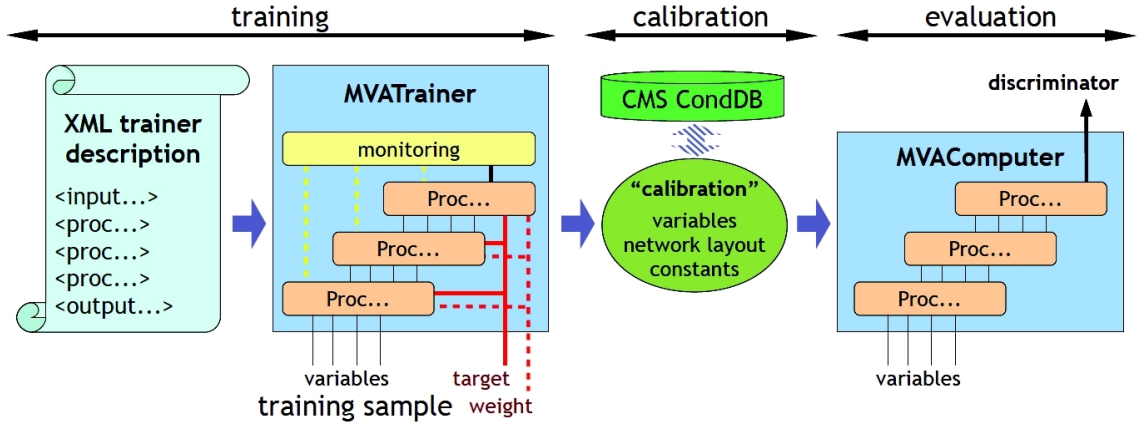 training
calibration
evaluation
XML trainer
description
<input...>
<proc...>
<proc...>
<proc...>
<output...>
MVATrainer
monitoring
Proc...
Proc...
Proc...
variables
target
training sample
weight
CMS CondDB
“calibration”
variables
network layout
constants
discriminator
MVAComputer
Proc...
Proc...
Proc...
variables